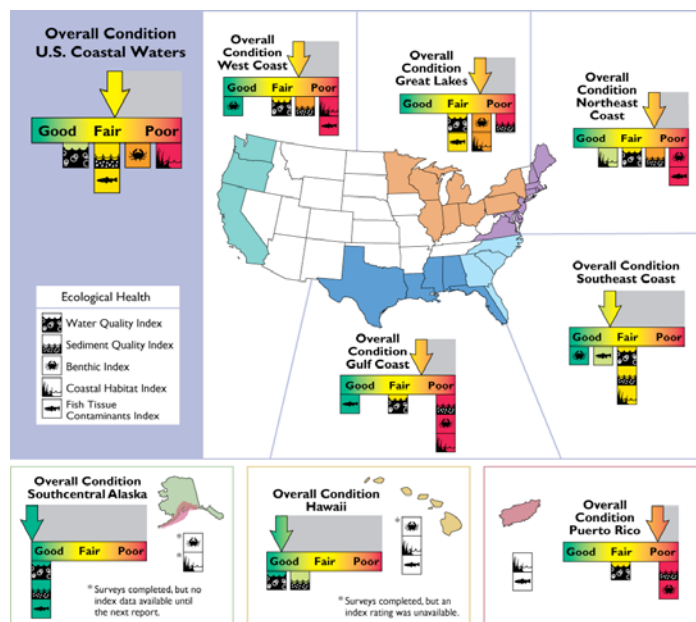 Overall Condition
U.S. Coastal Waters
Good Fair Poor
Ecological Health
Water Quality Index
Sediment Quality Index
Benthic Index
Coastal Habitat Index
Fish Tissue
Contaminants Index
Overall
Condition
West Coast
Good Fair Poor
Overall
Condition
Great Lakes
Good Fair Poor
Overall
Condition
Northeast
Coast
Good Fair Poor
Overall Condition
Southeast Coast
Good Fair Poor
Overall
Condition
Gulf Coast
Good Fair Poor
Overall Condition
Southcentral Alaska
Good Fair Poor
*
*
* Surveys completed, but no
index data available until
the next report.
Overall Condition
Hawaii
Good Fair Poor
*
* Surveys completed, but an
index rating was unavailable.
Overall
Condition
Puerto Rico
Good Fair Poor